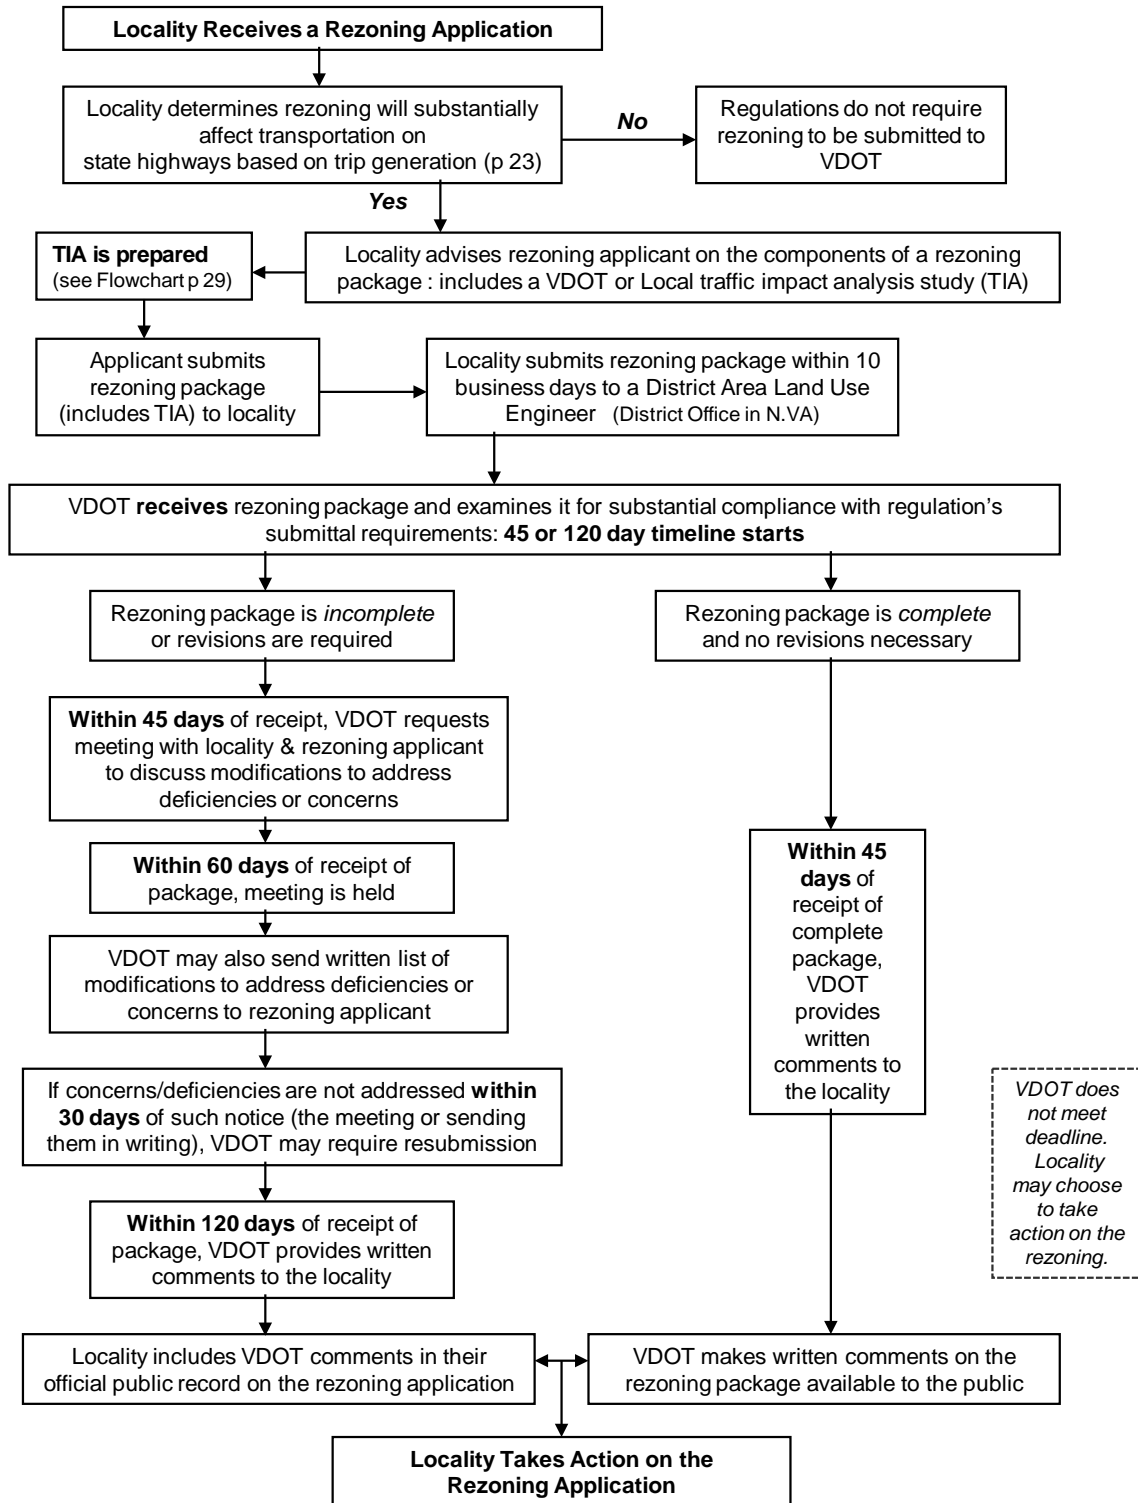 Locality Receives a Rezoning Application
Locality determines rezoning will substantially
affect transportation on
state highways based on trip generation (p 23)
No
Regulations do not require
rezoning to be submitted to
VDOT
Yes
TIA is prepared
(see Flowchart p 29)
Locality advises rezoning applicant on the components of a rezoning
package : includes a VDOT or Local traffic impact analysis study (TIA)
Applicant submits
rezoning package
(includes TIA) to locality
Locality submits rezoning package within 10
business days to a District Area Land Use
Engineer (District Office in N.VA)
VDOT receives rezoning package and examines it for substantial compliance with regulation’s
submittal requirements: 45 or 120 day timeline starts
Rezoning package is incomplete
or revisions are required
Rezoning package is complete
and no revisions necessary
Within 45 days of receipt, VDOT requests
meeting with locality & rezoning applicant
to discuss modifications to address
deficiencies or concerns
Within 60 days of receipt of
package, meeting is held
VDOT may also send written list of
modifications to address deficiencies or
concerns to rezoning applicant
If concerns/deficiencies are not addressed within
30 days of such notice (the meeting or sending
them in writing), VDOT may require resubmission
Within 120 days of receipt of
package, VDOT provides written
comments to the locality
Within 45
days of
receipt of
complete
package,
VDOT
provides
written
comments to
the locality
VDOT does
not meet
deadline.
Locality
may choose
to take
action on the
rezoning.
Locality includes VDOT comments in their
official public record on the rezoning application
VDOT makes written comments on the
rezoning package available to the public
Locality Takes Action on the
Rezoning Application